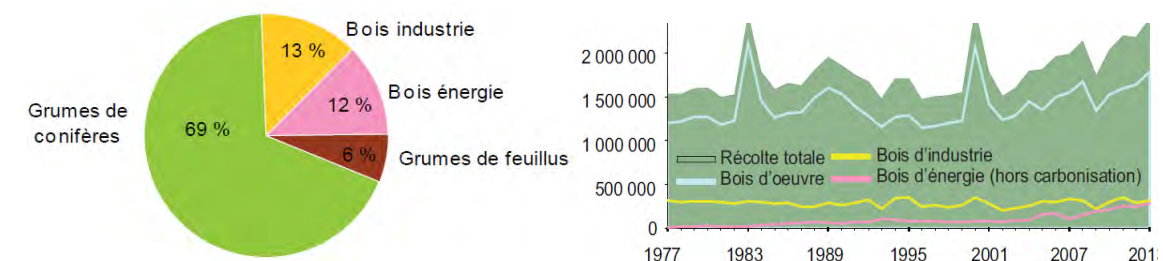 Bois industrie
13 %
Bois énergie
12 %
Grumes de
conifères
69 %
Grumes de feuillus
6 %
2 000 000
1 500 000
1 000 000
500 000
0
Récolte totale
Bois d'industrie
Bois d'oeuvre
Bois d'énergie (hors carbonisation)
1977 1983 1989 1995 2001 2007